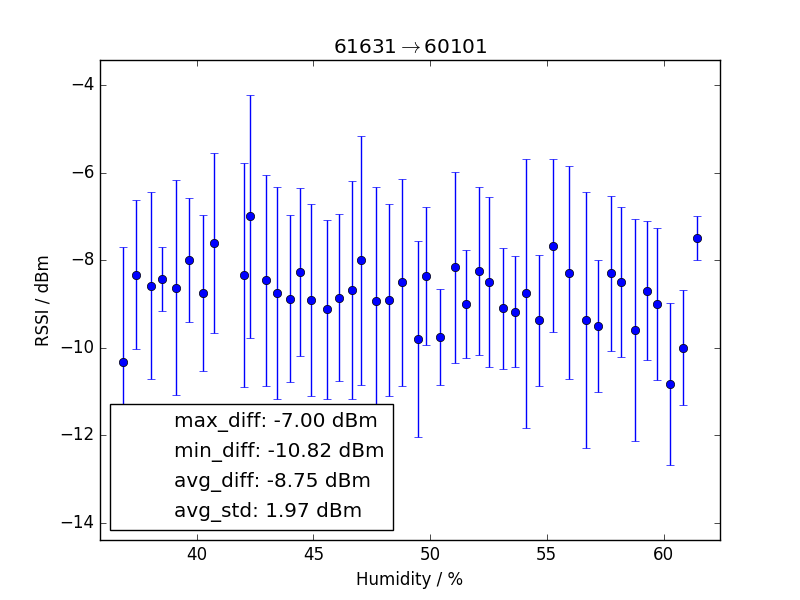 61631→60101
−4
−6
−8
−10
−12
−14
RSSI / dBm
max_diff: -7.00 dBm
min_diff: -10.82 dBm
avg_diff: -8.75 dBm
avg_std: 1.97 dBm
40 45 50 55 60
Humidity / %